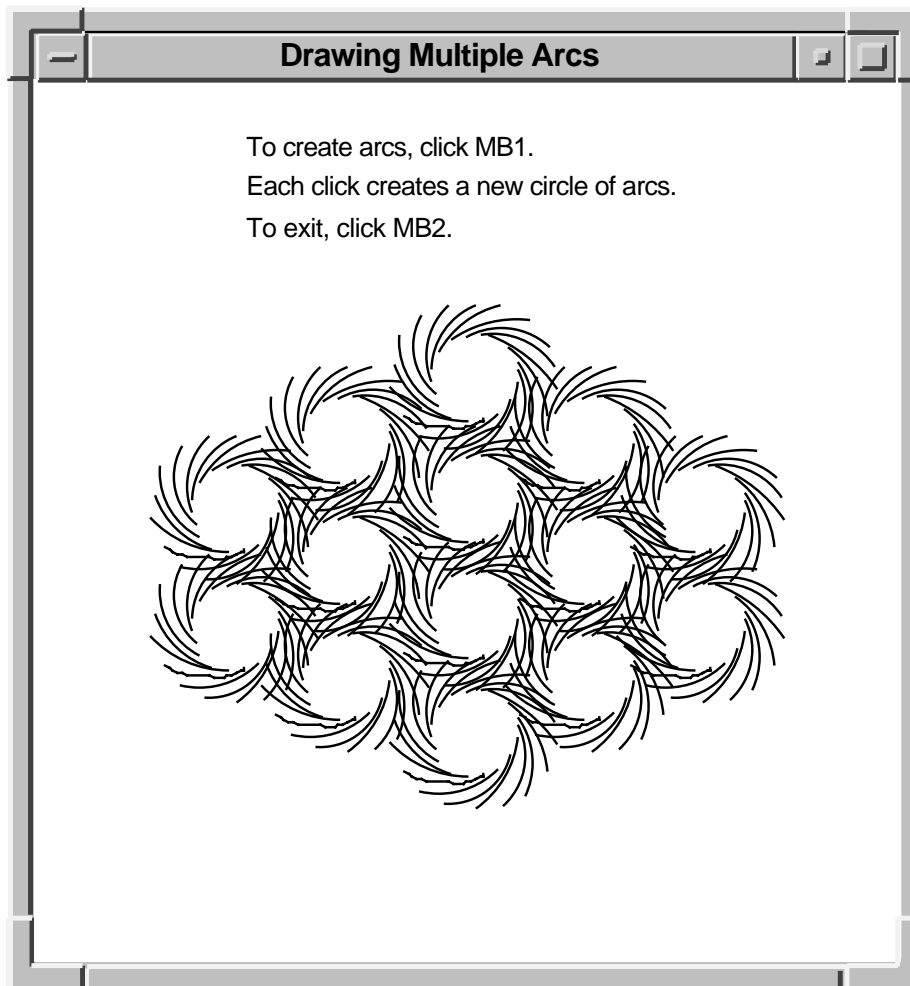 Drawing Multiple Arcs
To create arcs, click MB1.
Each click creates a new circle of arcs.
To exit, click MB2.